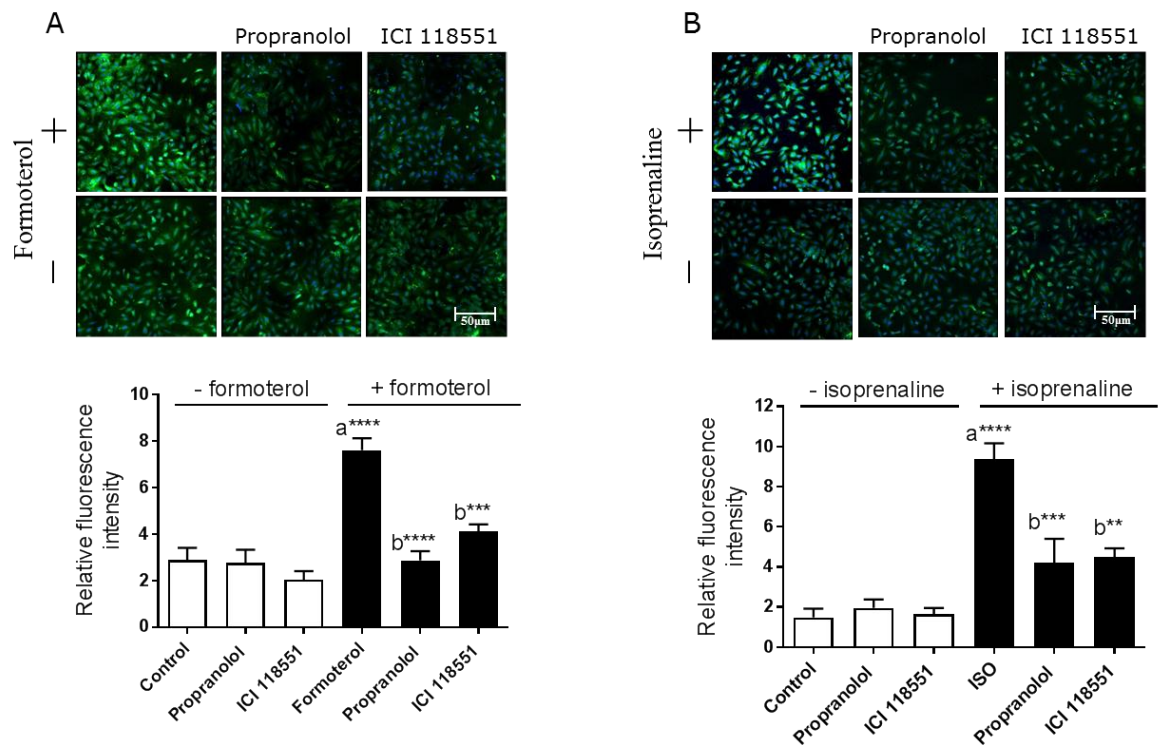 A
Propranolol ICI 118551
Formoterol
+
−
50µm
- formoterol + formoterol
Relative fluorescence
intensity
10
8
6
4
2
0
a****
b****
b***
Control
Propranolol
ICI 118551
Formoterol
Propranolol
ICI 118551
B
Propranolol ICI 118551
Isoprenaline
+
−
50µm
- isoprenaline + isoprenaline
Relative fluorescence
intensity
12
10
8
6
4
2
0
a****
b***
b**
Control
Propranolol
ICI 118551
ISO
Propranolol
ICI 118551